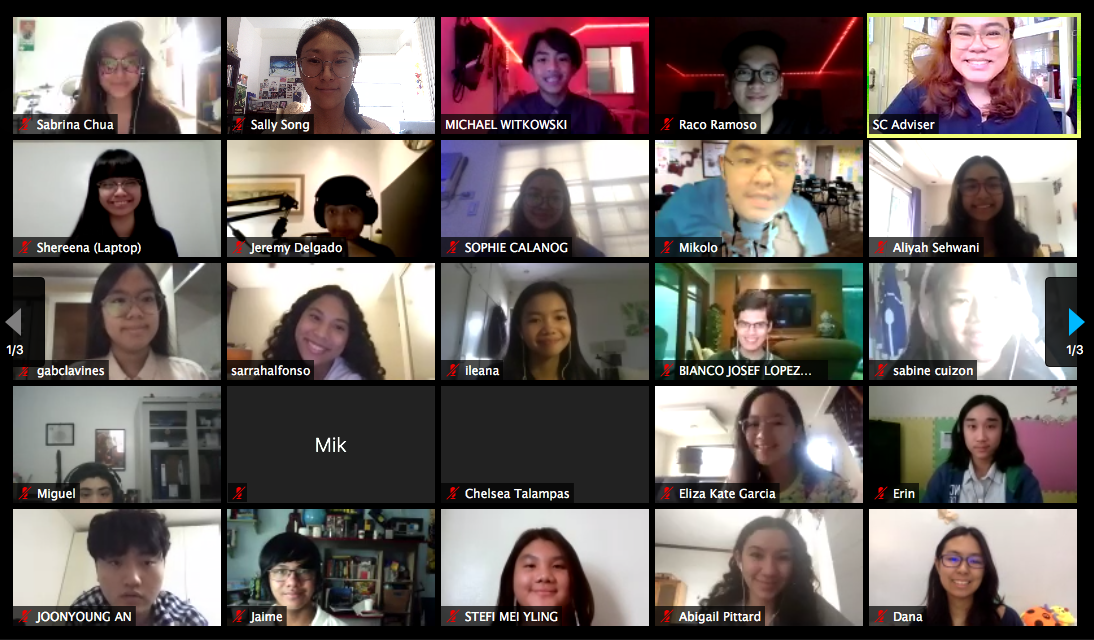 Sabrina Chua
Sally Song
MICHAEL WITKOWSKI
Raco Ramoso
SC Adviser
Shereena (Laptop)
Jeremy Delgado
SOPHIE CALANOG
Mikolo
Aliyah Sehwani
1/3
gabclavines
sarrahalfonso
ileana
BIANCO JOSEF LOPEZ...
sabine cuizon
1/3
Miguel
Mik
Chelsea Talampas
Eliza Kate Garcia
Erin
JOONYOUNG AN
Jaime
STEFI MEI YLING
Abigail Pittard
Dana